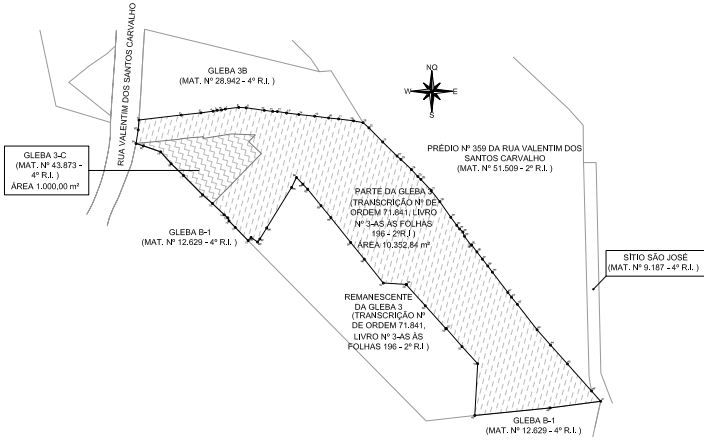 RUA VALENTIM DOS SANTOS CARVALHO
GLEBA 3B
(MAT. Nº 28.942 - 4º R.I.)
NQ
W
E
S
GLEBA 3-C
(MAT. Nº 43.873 -
4º R.I.)
ÁREA 1.000,00 m²
PRÉDIO Nº 359 DA RUA VALENTIM DOS
SANTOS CARVALHO
(MAT. Nº 51.509 - 2º R.I.)
PARTE DA GLEBA 3
(TRANSCRIÇÃO Nº DE
ORDEM 71.841, LIVRO
Nº 3-AS ÀS FOLHAS
196 - 2ºR.I )
ÁREA 10.352,84 m²
GLEBA B-1
(MAT. Nº 12.629 - 4º R.I. )
SÍTIO SÃO JOSÉ
(MAT. Nº 9.187 - 4º R.I. )
REMANESCENTE
DA GLEBA 3
(TRANSCRIÇÃO Nº
DE ORDEM 71.841,
LIVRO Nº 3-AS ÀS
FOLHAS 196 - 2º R.I )
GLEBA B-1
(MAT. Nº 12.629 - 4º R.I. )